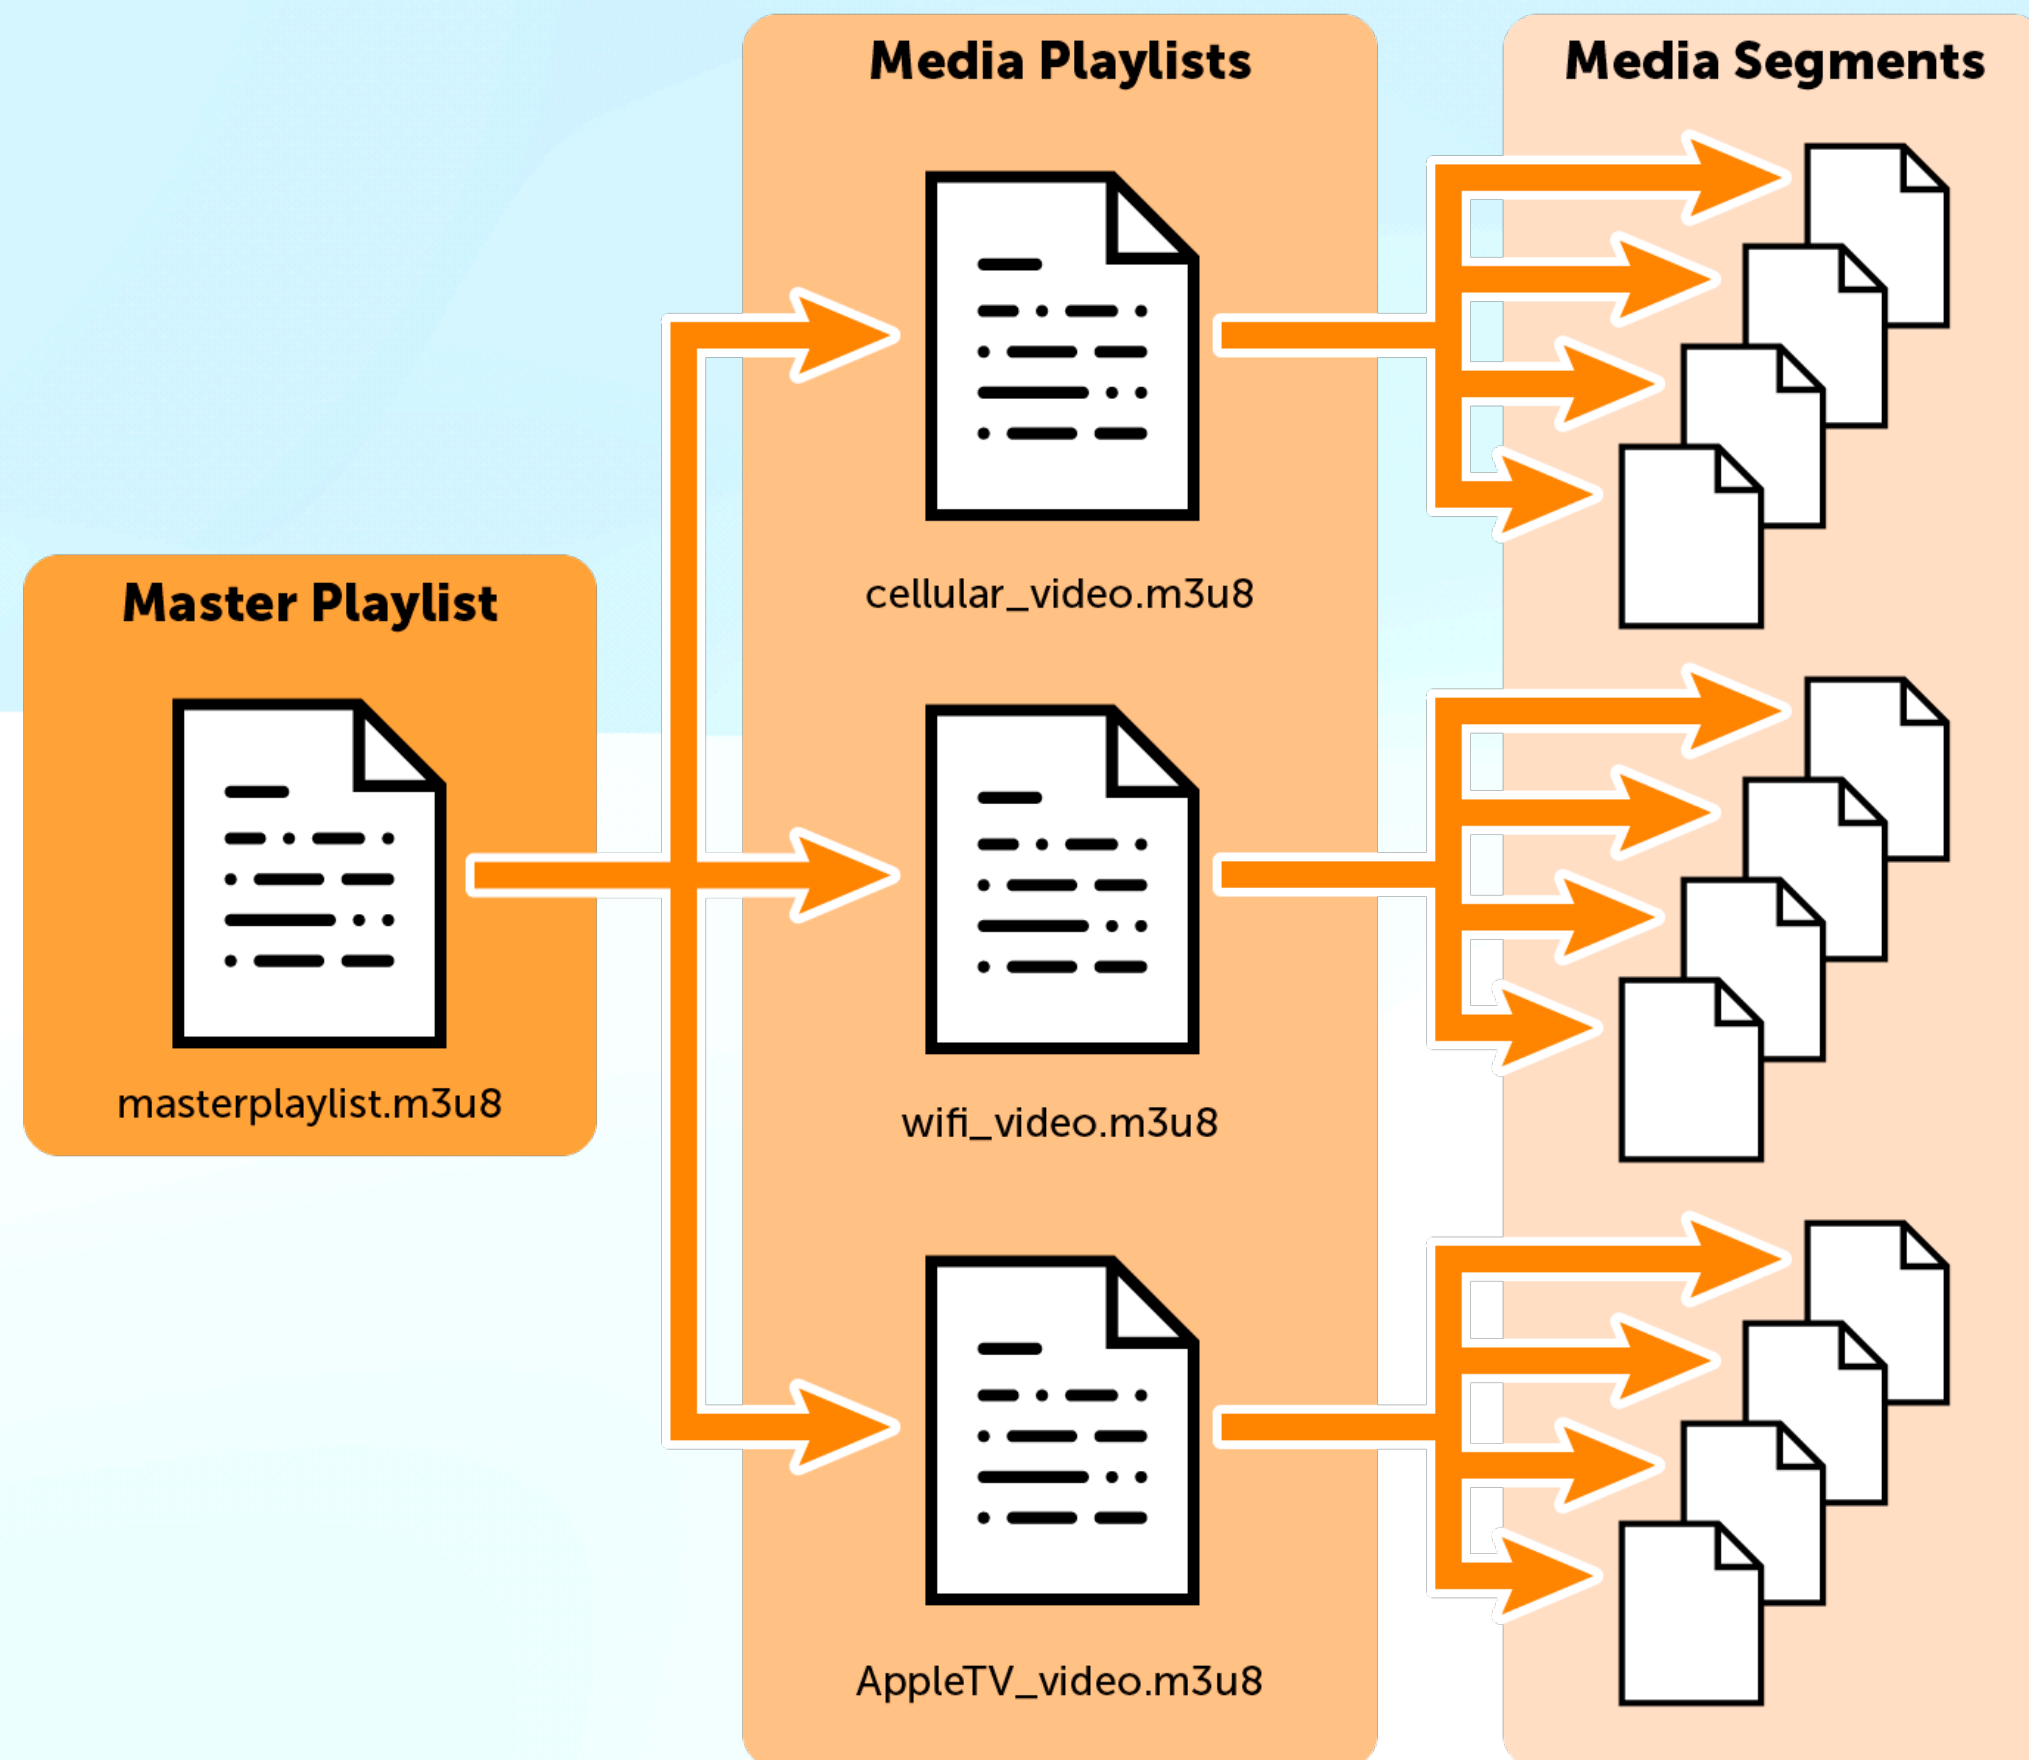 Media Playlists
Media Segments
cellular_video.m3u8
Master Playlist
masterplaylist.m3u8
wifi_video.m3u8
AppleTV_video.m3u8